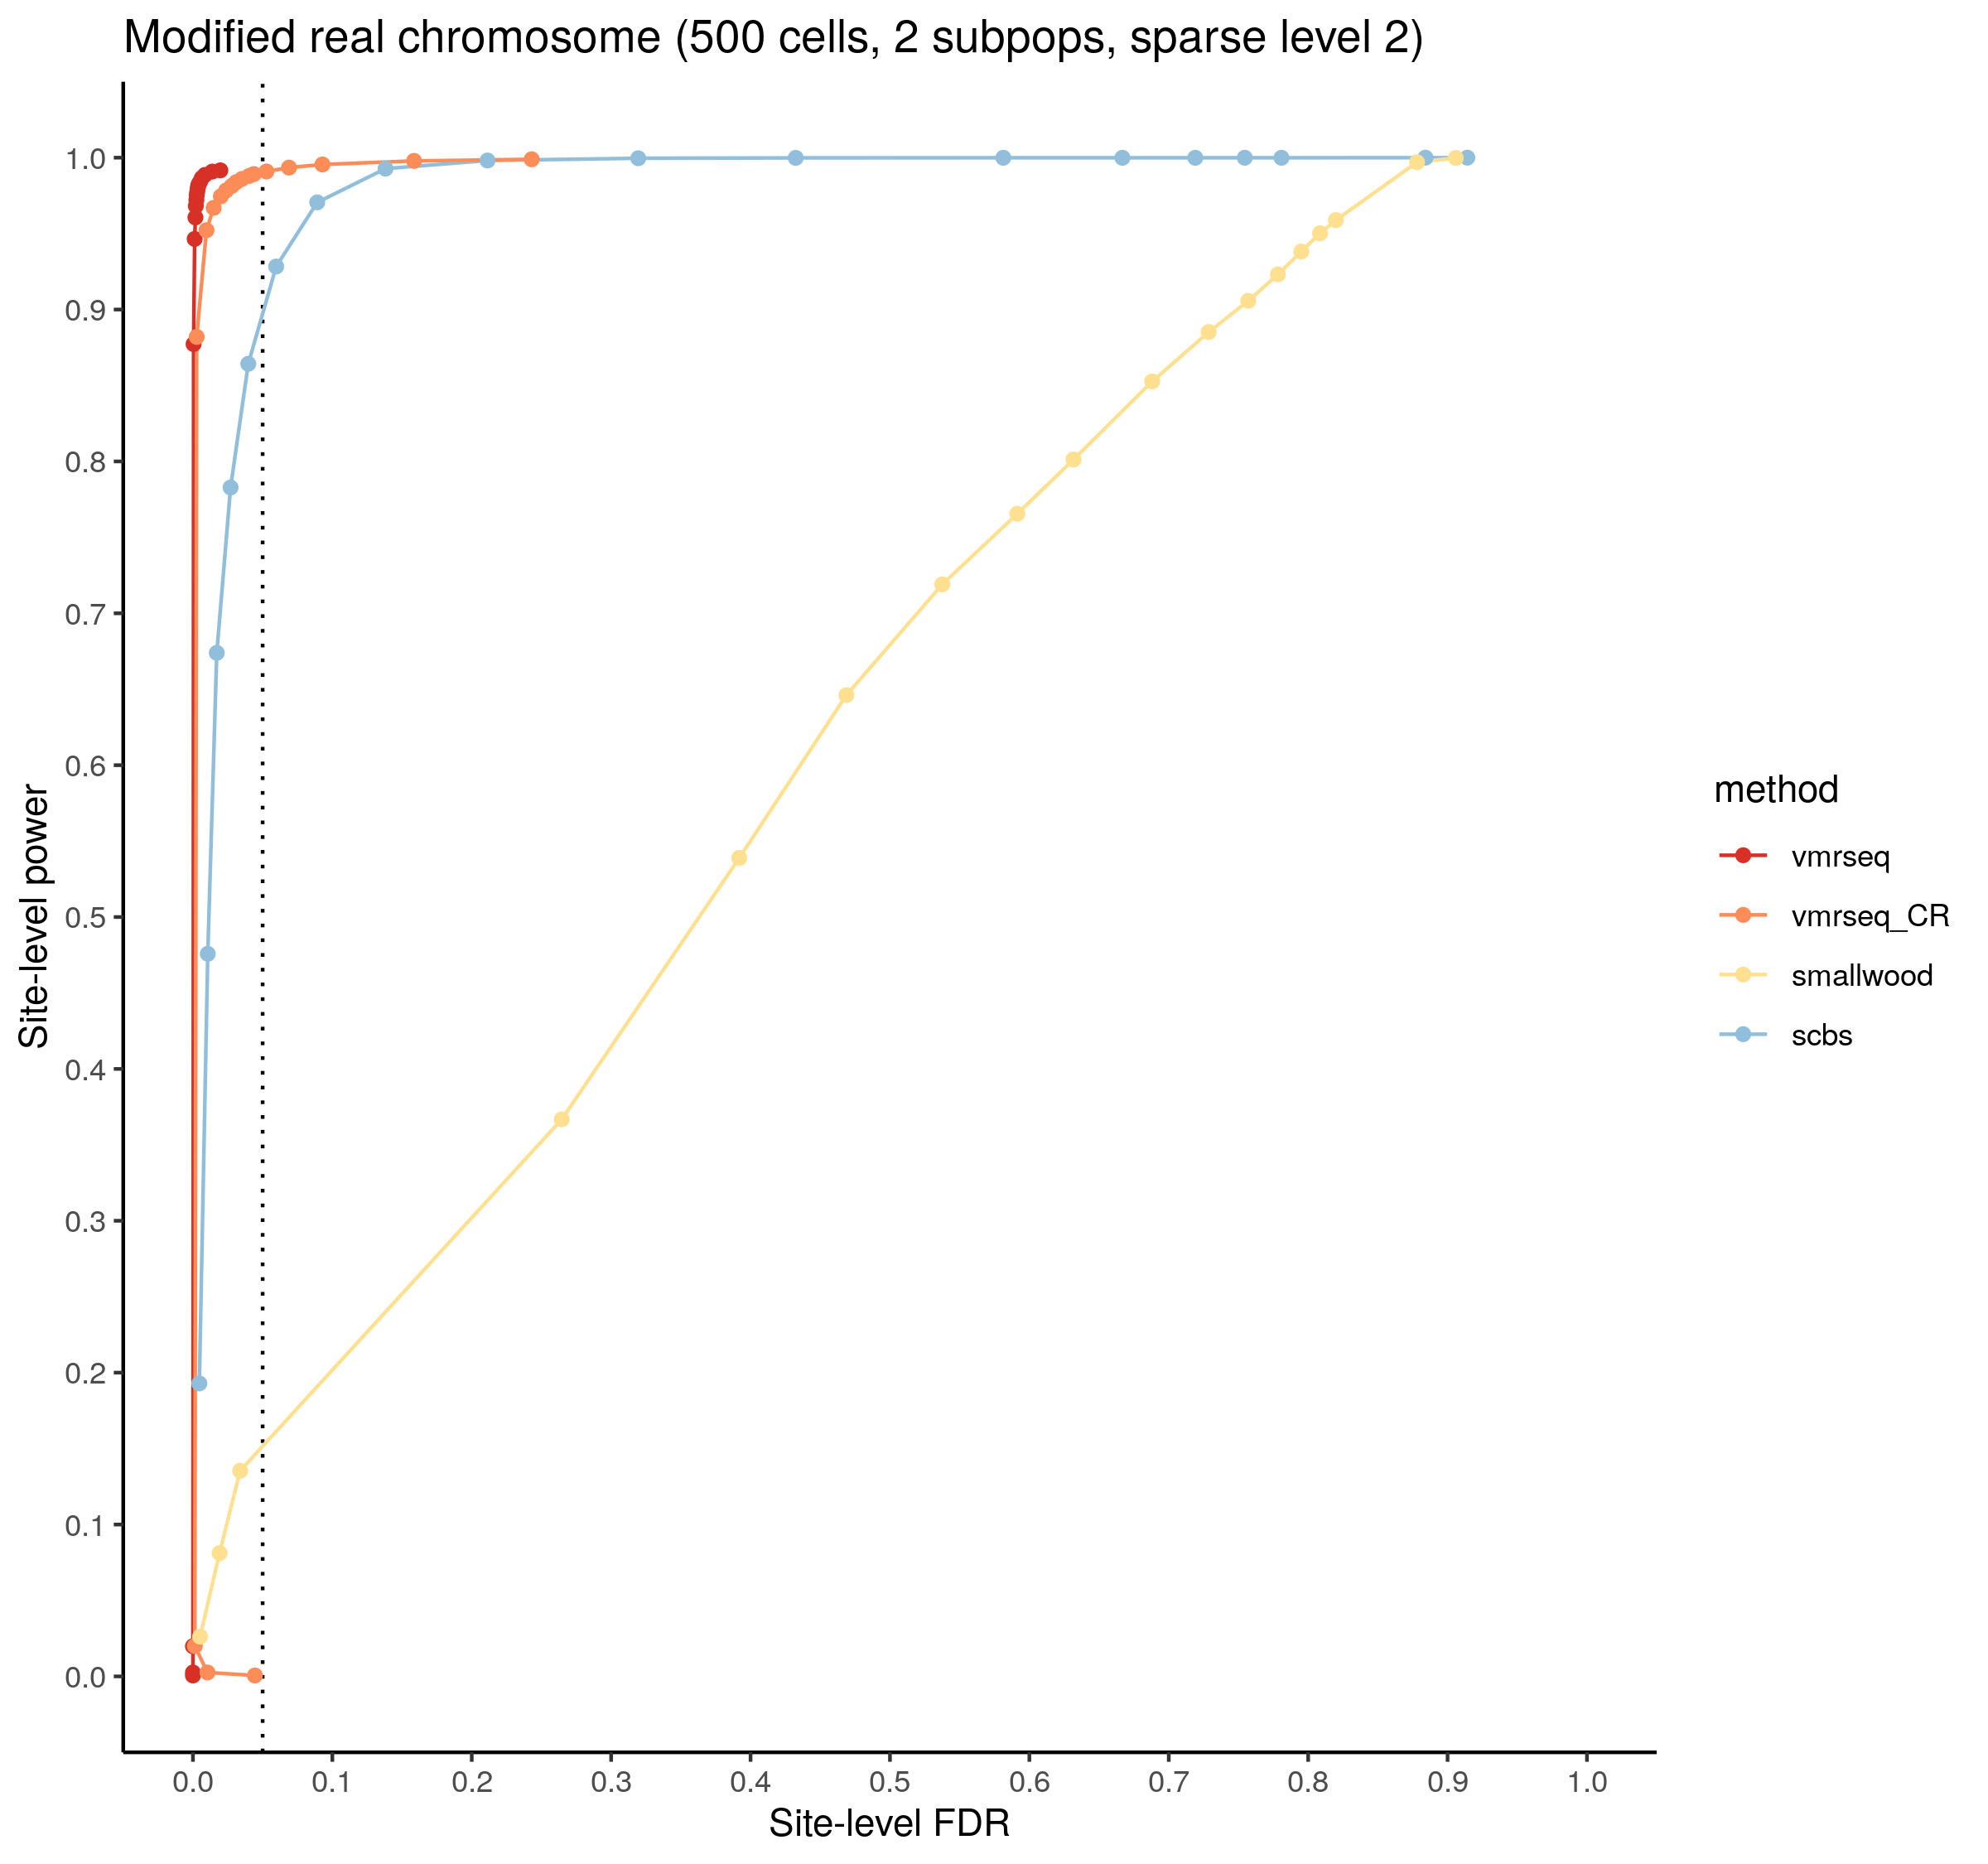 Modified real chromosome (500 cells, 2 subpops, sparse level 2)
Site-level power
1.0
0.9
0.8
0.7
0.6
0.5
0.4
0.3
0.2
0.1
0.0
0.0 0.1 0.2 0.3 0.4 0.5 0.6 0.7 0.8 0.9 1.0
Site-level FDR
method
vmrseq
vmrseq_CR
smallwood
scbs